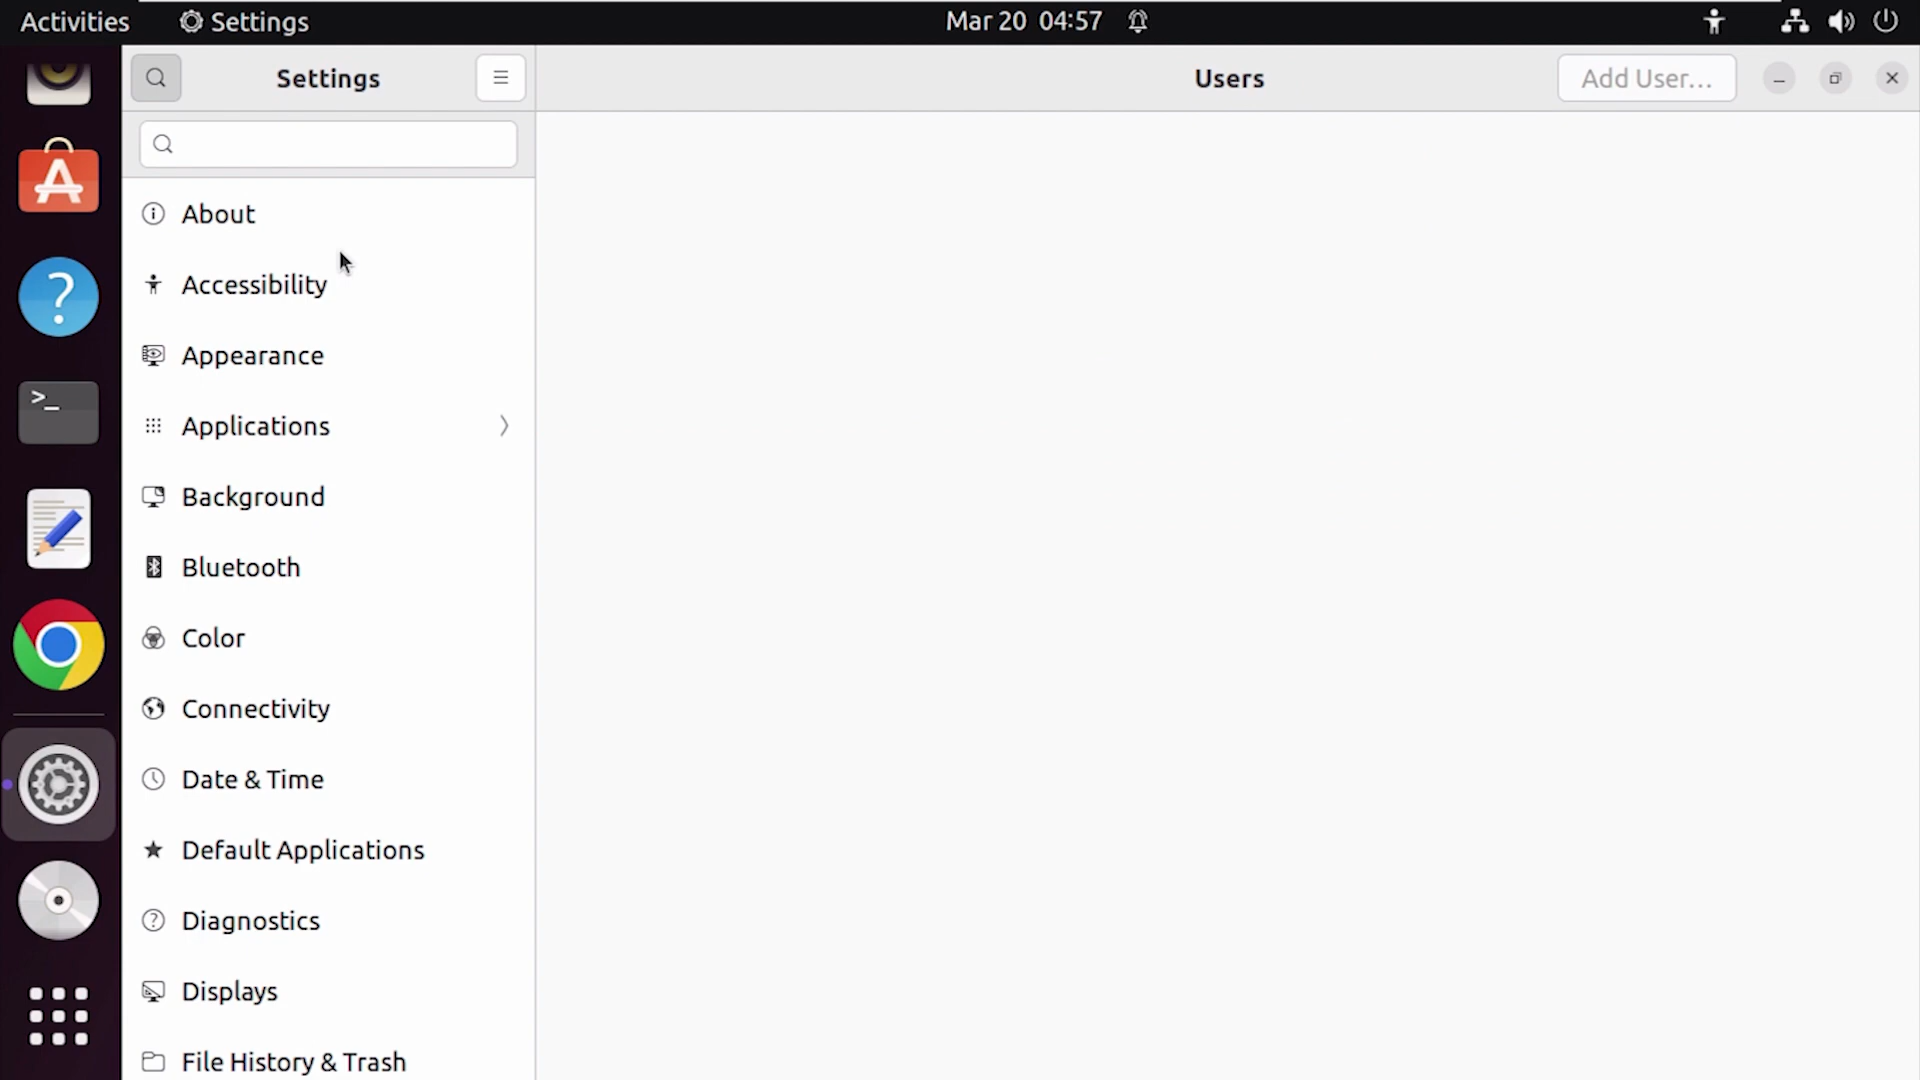 Activities
Settings
Mar 20 04:57
Settings
Users
Add User...
About
Accessibility
Appearance
Applications
Background
Bluetooth
Color
Connectivity
Date & Time
Default Applications
Diagnostics
Displays
File History & Trash